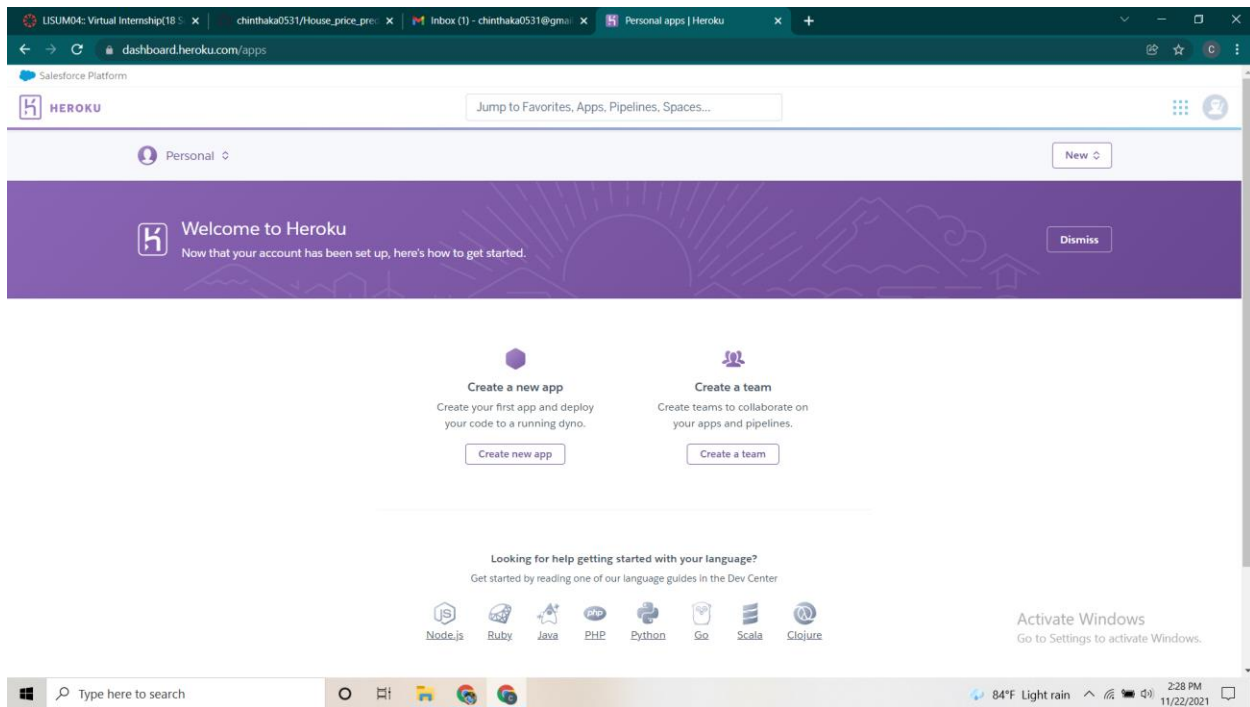 LISUM04:: Virtual Internship(18 S
chinthaka0531/House_price_pred
Inbox (1) - chinthaka0531@gmai
Personal apps | Heroku
dashboard.heroku.com/apps
C
Salesforce Platform
HEROKU
Jump to Favorites, Apps, Pipelines, Spaces...
Personal
New
Welcome to Heroku
Now that your account has been set up, here's how to get started.
Dismiss
Create a new app
Create your first app and deploy
your code to a running dyno.
Create new app
Create a team
Create teams to collaborate on
your apps and pipelines.
Create a team
Looking for help getting started with your language?
Get started by reading one of our language guides in the Dev Center
JS
php
Node.js Ruby Java PHP Python Go Scala Clojure
Activate Windows
Go to Settings to activate Windows.
Type here to search
84°F Light rain
2:28 PM
11/22/2021